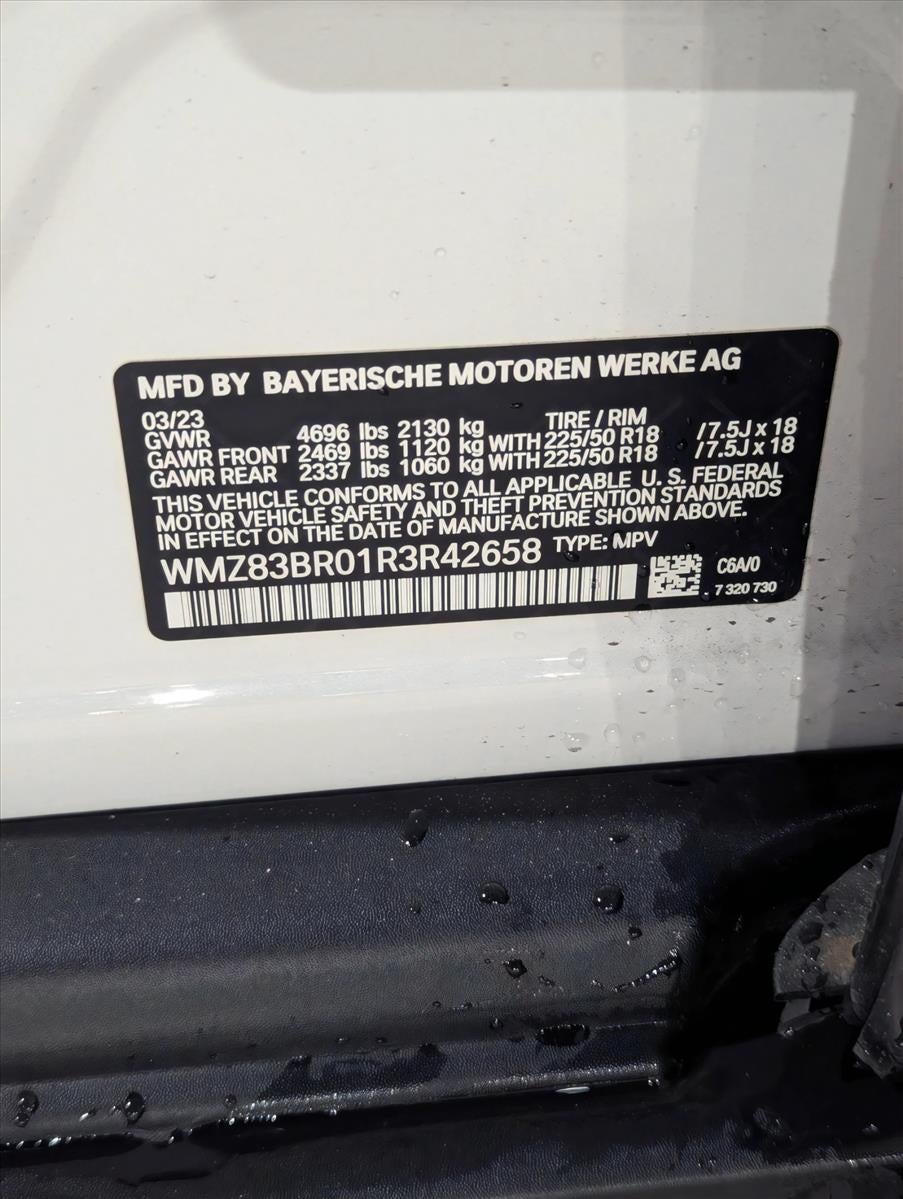 MFD BY BAYERISCHE MOTOREN WERKE AG
03/23 TIRE / RIM
GVWR 4696 lbs 2130 kg
GAWR FRONT 2469 lbs 1120 kg WITH 225/50 R18 / 7.5J x 18
GAWR REAR 2337 lbs 1060 kg WITH 225/50 R18 / 7.5J x 18
THIS VEHICLE CONFORMS TO ALL APPLICABLE U. S. FEDERAL
MOTOR VEHICLE SAFETY AND THEFT PREVENTION STANDARDS
IN EFFECT ON THE DATE OF MANUFACTURE SHOWN ABOVE.
WMZ83BR01R3R42658 TYPE: MPV
C6A/0
7 320 730